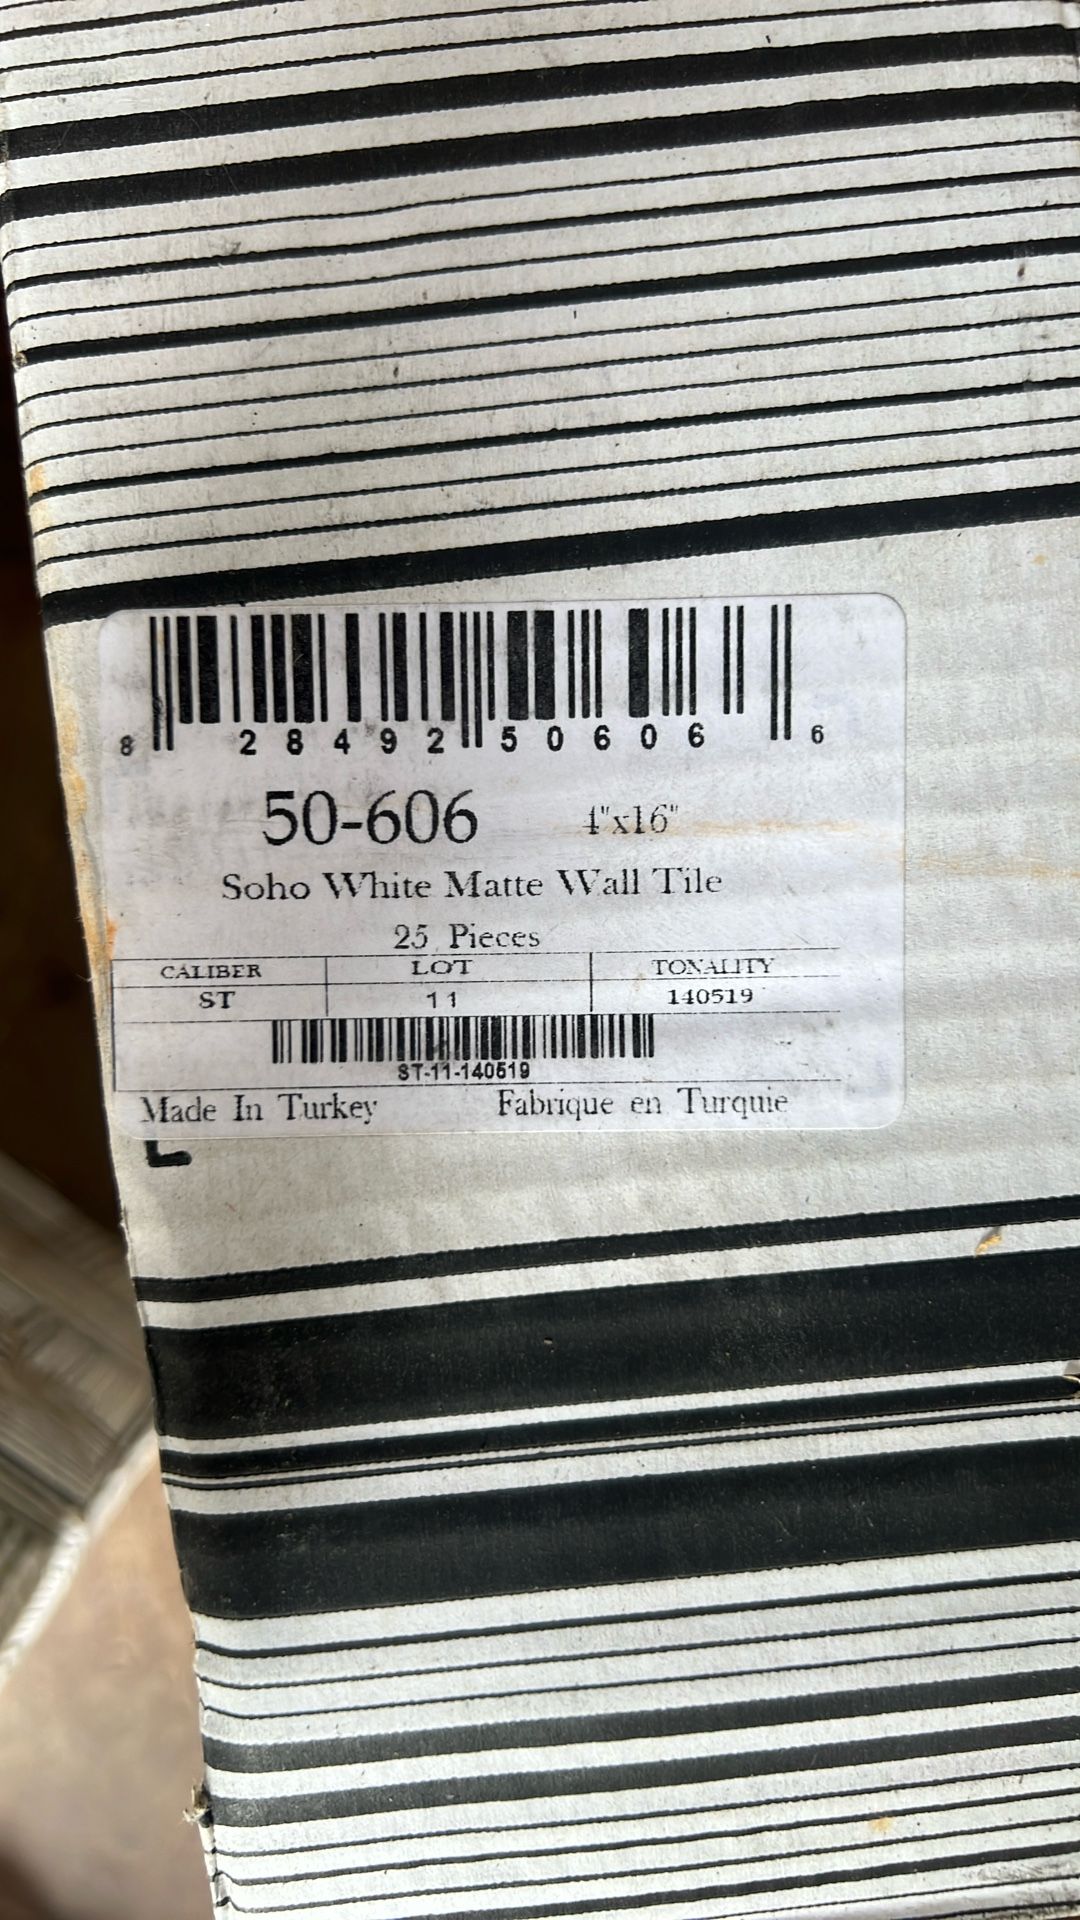 8 28492 50606 6
50-606 4"x16"
Soho White Matte Wall Tile
25 Pieces
CALIBER LOT TONALITY
ST 11 140519
ST-11-140519
Made In Turkey Fabrique en Turquie